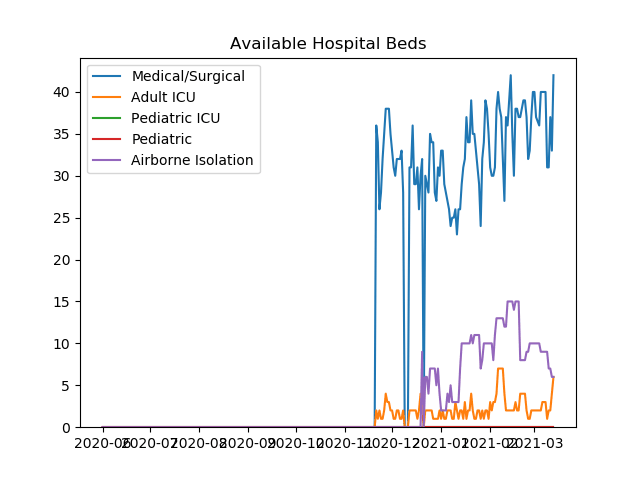 Available Hospital Beds
Medical/Surgical
Adult ICU
Pediatric ICU
Pediatric
Airborne Isolation
40
35
30
25
20
15
10
5
0
2020-06 2020-07 2020-08 2020-09 2020-10 2020-11 2020-12 2021-01 2021-02 2021-03